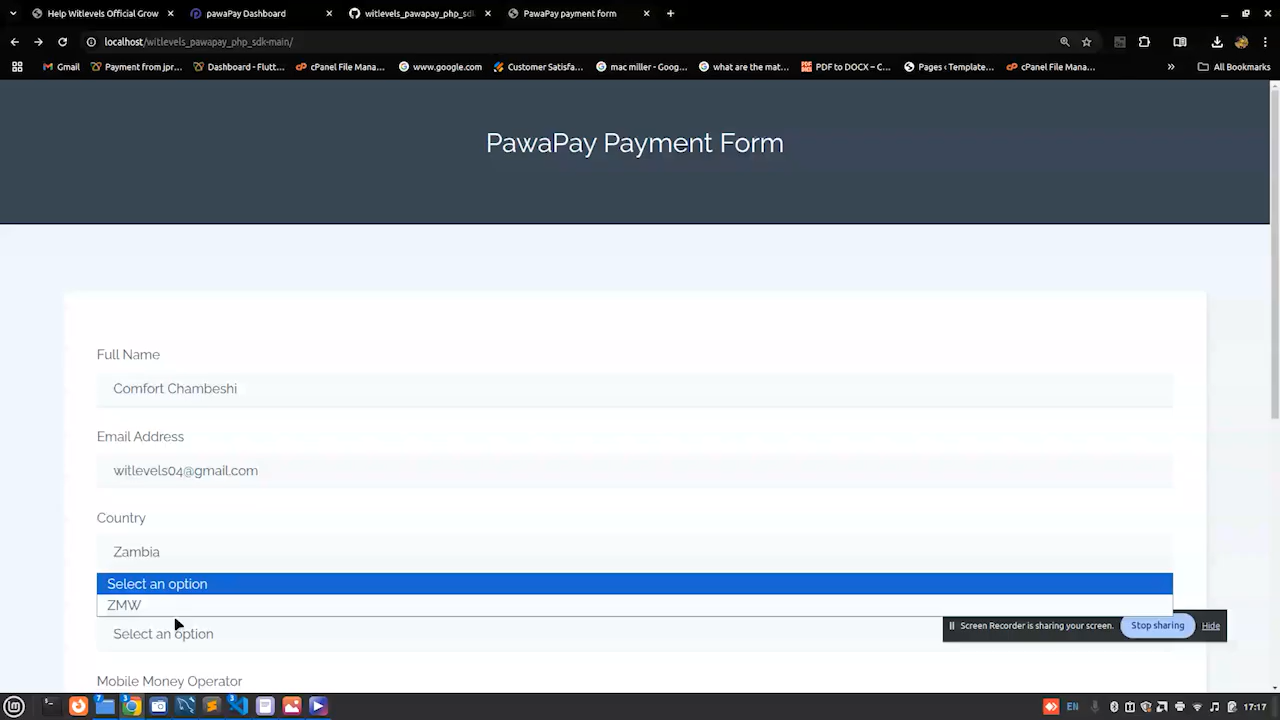 Help Witlevels Official Grow
pawaPay Dashboard
witlevels_pawapay_php_sdk
PawaPay payment form
localhost/witlevels_pawapay_php_sdk-main/
Gmail
Payment from jpr...
Dashboard - Flutt...
cPanel File Mana...
www.google.com
Customer Satisfa...
mac miller - Goog...
what are the mat...
PDF to DOCX – C...
Pages ‹ Template...
cPanel File Mana...
»
All Bookmarks
PawaPay Payment Form
Full Name
Comfort Chambeshi
Email Address
witlevels04@gmail.com
Country
Zambia
Select an option
ZMW
Select an option
Screen Recorder is sharing your screen.
Stop sharing
Hide
Mobile Money Operator
EN
17:17